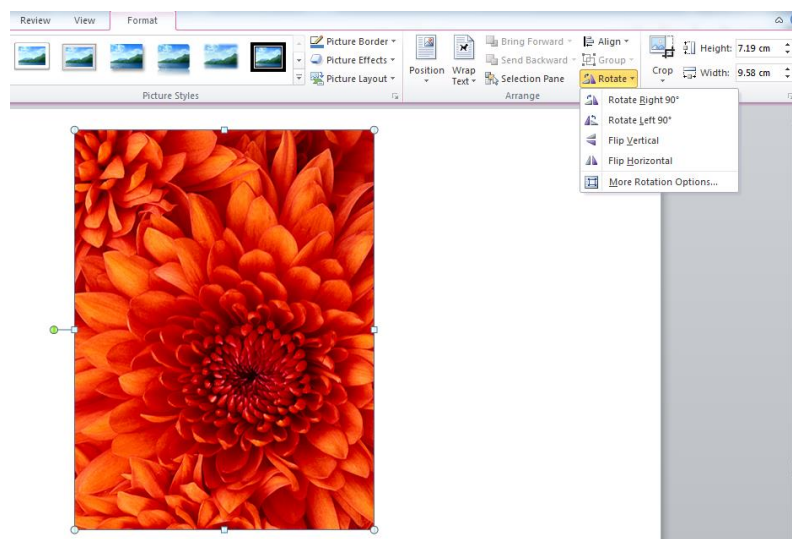 Review View Format
Picture Border
Picture Effects
Picture Layout
Picture Styles
Position
Wrap
Text
Bring Forward
Send Backward
Selection Pane
Align
Group
Rotate
Arrange
Crop
Height: 7.19 cm
Width: 9.58 cm
Rotate Right 90°
Rotate Left 90°
Flip Vertical
Flip Horizontal
More Rotation Options...